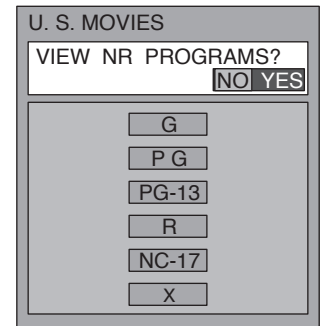 U. S. MOVIES
VIEW NR PROGRAMS?
NO YES
G
P G
PG-13
R
NC-17
X